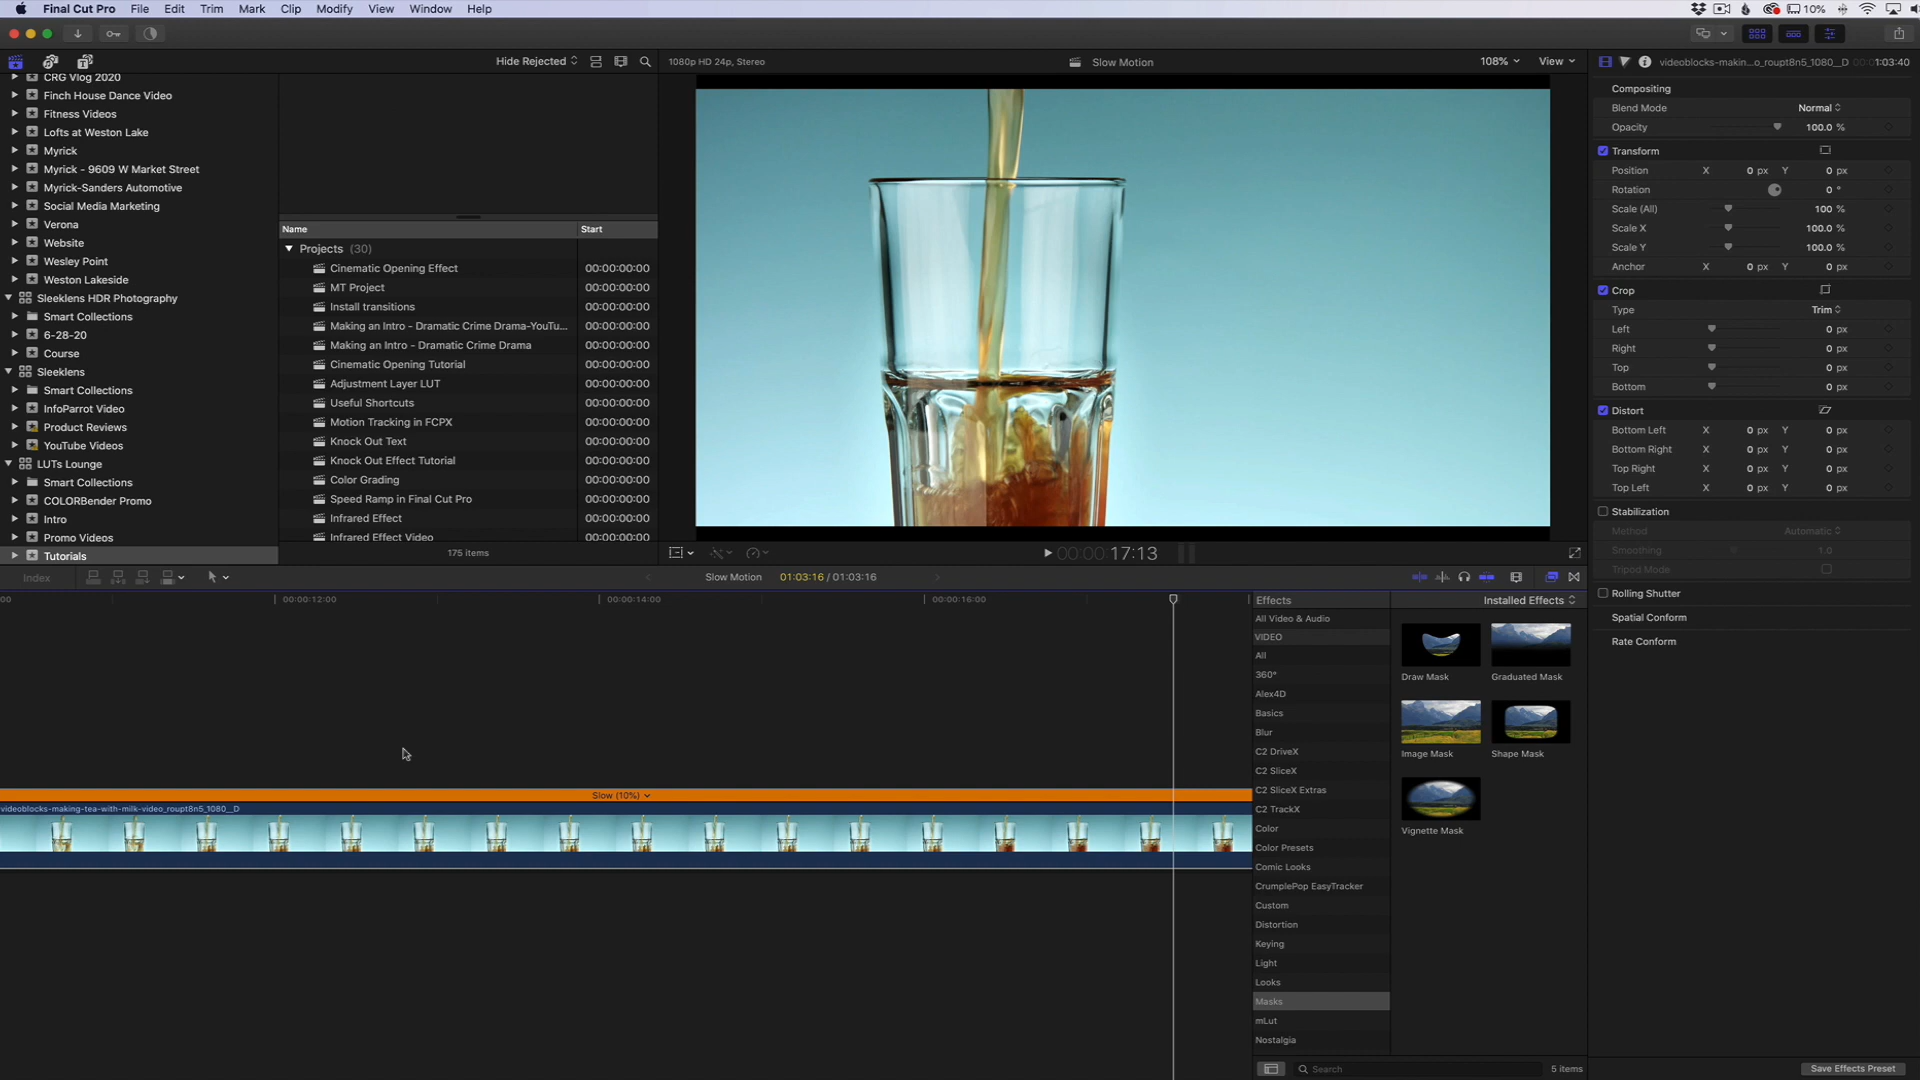 Final Cut Pro File Edit Trim Mark Clip Modify View Window Help 10%
Hide Rejected 1080p HD 24p, Stereo Slow Motion 108% View videoblocks-makin...o_roupt8n5_1080__D 00:00 1:03:40
CRG Vlog 2020
Finch House Dance Video
Fitness Videos
Lofts at Weston Lake
Myrick
Myrick - 9609 W Market Street
Myrick-Sanders Automotive
Social Media Marketing
Verona
Website
Wesley Point
Weston Lakeside
Sleeklens HDR Photography
Smart Collections
6-28-20
Course
Sleeklens
Smart Collections
InfoParrot Video
Product Reviews
YouTube Videos
LUTs Lounge
Smart Collections
COLORBender Promo
Intro
Promo Videos
Tutorials
Name Start
Projects (30)
Cinematic Opening Effect 00:00:00:00
MT Project 00:00:00:00
Install transitions 00:00:00:00
Making an Intro - Dramatic Crime Drama-YouTu... 00:00:00:00
Making an Intro - Dramatic Crime Drama 00:00:00:00
Cinematic Opening Tutorial 00:00:00:00
Adjustment Layer LUT 00:00:00:00
Useful Shortcuts 00:00:00:00
Motion Tracking in FCPX 00:00:00:00
Knock Out Text 00:00:00:00
Knock Out Effect Tutorial 00:00:00:00
Color Grading 00:00:00:00
Speed Ramp in Final Cut Pro 00:00:00:00
Infrared Effect 00:00:00:00
Infrared Effect Video 00:00:00:00
175 items
00:00:00 17:13
Compositing
Blend Mode Normal
Opacity 100.0 %
Transform
Position X 0 px Y 0 px
Rotation 0 °
Scale (All) 100 %
Scale X 100.0 %
Scale Y 100.0 %
Anchor X 0 px Y 0 px
Crop
Type Trim
Left 0 px
Right 0 px
Top 0 px
Bottom 0 px
Distort
Bottom Left X 0 px Y 0 px
Bottom Right X 0 px Y 0 px
Top Right X 0 px Y 0 px
Top Left X 0 px Y 0 px
Stabilization
Method Automatic
Smoothing 1.0
Tripod Mode
Rolling Shutter
Spatial Conform
Rate Conform
Save Effects Preset
Index Slow Motion 01:03:16 / 01:03:16
00 00:00:12:00 00:00:14:00 00:00:16:00
Slow (10%)
videoblocks-making-tea-with-milk-video_roupt8n5_1080__D
Effects Installed Effects
All Video & Audio
VIDEO
All
360°
Alex4D
Basics
Blur
C2 DriveX
C2 SliceX
C2 SliceX Extras
C2 TrackX
Color
Color Presets
Comic Looks
CrumplePop EasyTracker
Custom
Distortion
Keying
Light
Looks
Masks
mLut
Nostalgia
Draw Mask Graduated Mask
Image Mask Shape Mask
Vignette Mask
Search 5 items